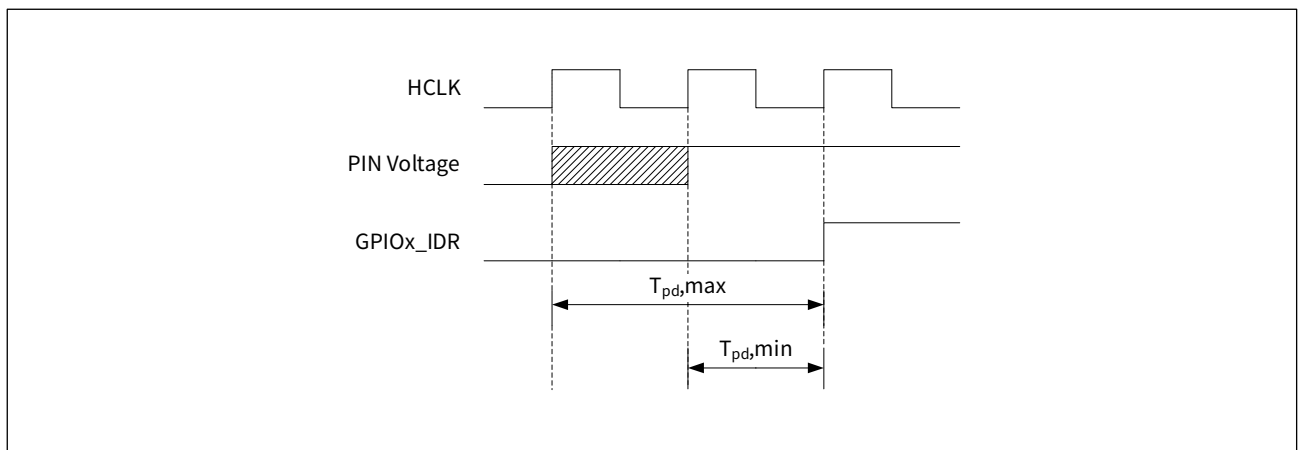 HCLK
PIN Voltage
GPIOx_IDR
Tpd,max
Tpd,min